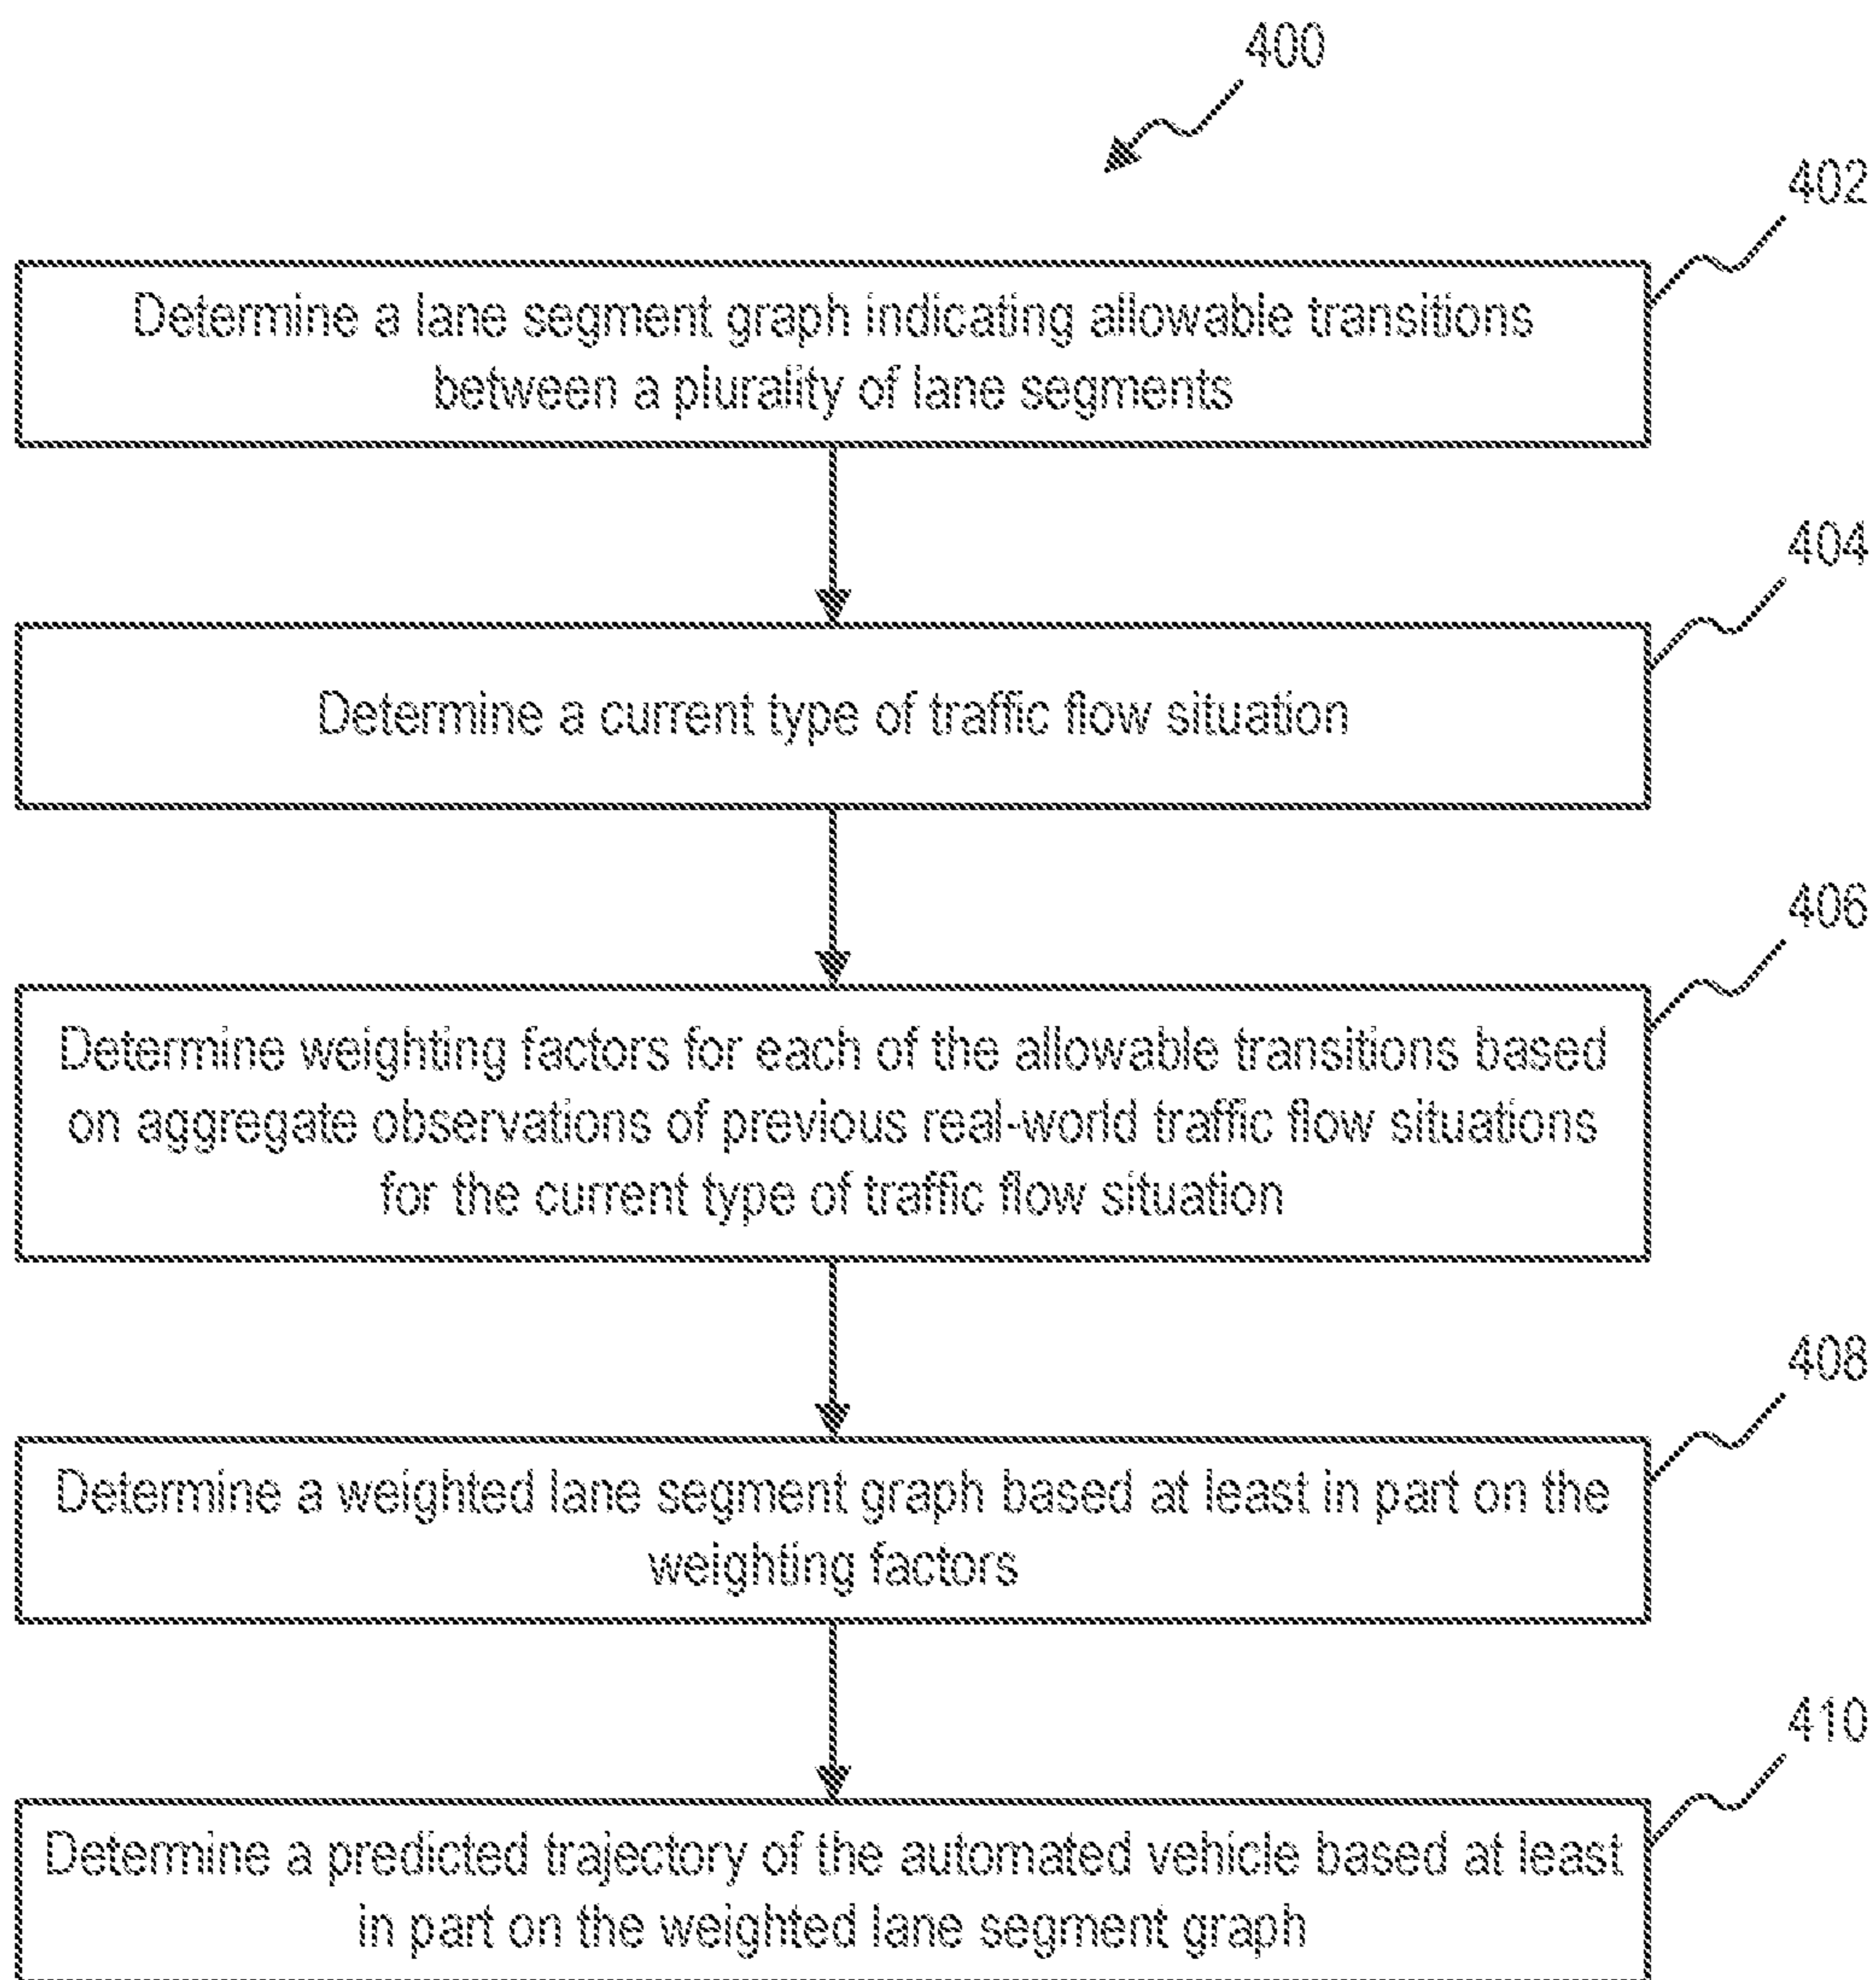 400
402
Determine a lane segment graph indicating allowable transitions
between a plurality of lane segments
404
Determine a current type of traffic flow situation
406
Determine weighting factors for each of the allowable transitions based
on aggregate observations of previous real-world traffic flow situations
for the current type of traffic flow situation
408
Determine a weighted lane segment graph based at least in part on the
weighting factors
410
Determine a predicted trajectory of the automated vehicle based at least
in part on the weighted lane segment graph